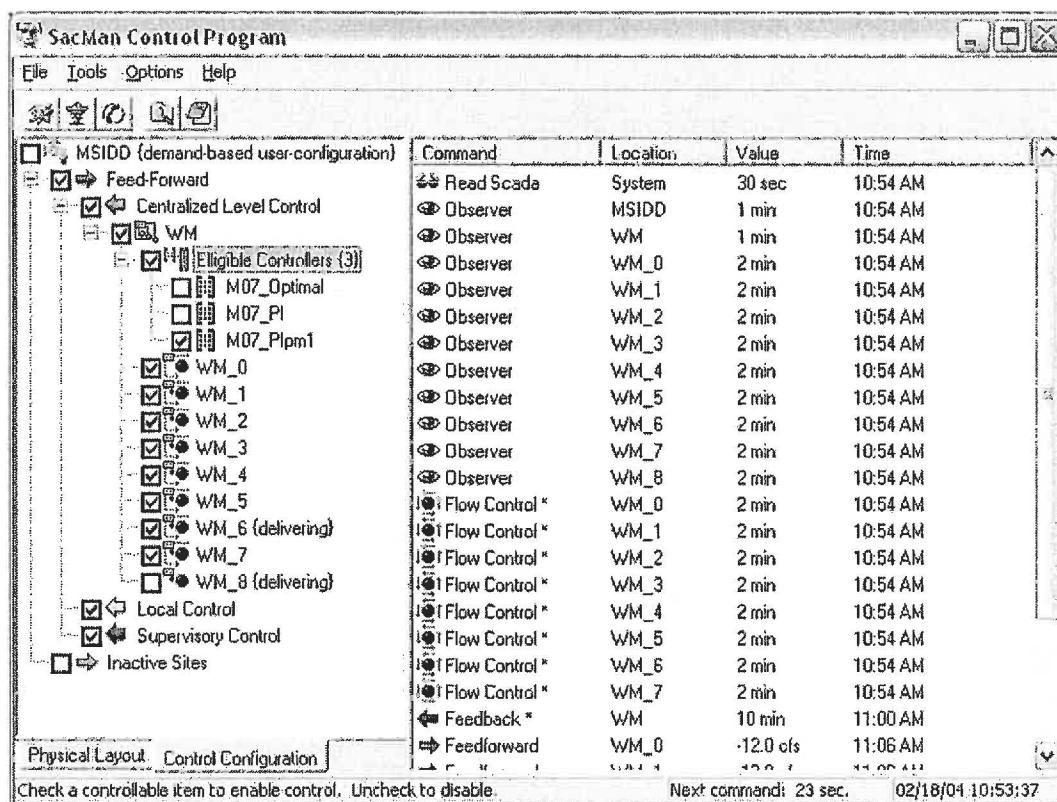 SacMan Control Program
File Tools Options Help
MSIDD {demand-based user-configuration}
Feed-Forward
Centralized Level Control
WM
Elligible Controllers (3)
M07_Optimal
M07_PI
M07_PIpm1
WM_0
WM_1
WM_2
WM_3
WM_4
WM_5
WM_6 {delivering}
WM_7
WM_8 {delivering}
Local Control
Supervisory Control
Inactive Sites
Physical Layout Control Configuration
Command Location Value Time
Read Scada System 30 sec 10:54 AM
Observer MSIDD 1 min 10:54 AM
Observer WM 1 min 10:54 AM
Observer WM_0 2 min 10:54 AM
Observer WM_1 2 min 10:54 AM
Observer WM_2 2 min 10:54 AM
Observer WM_3 2 min 10:54 AM
Observer WM_4 2 min 10:54 AM
Observer WM_5 2 min 10:54 AM
Observer WM_6 2 min 10:54 AM
Observer WM_7 2 min 10:54 AM
Observer WM_8 2 min 10:54 AM
Flow Control * WM_0 2 min 10:54 AM
Flow Control * WM_1 2 min 10:54 AM
Flow Control * WM_2 2 min 10:54 AM
Flow Control * WM_3 2 min 10:54 AM
Flow Control * WM_4 2 min 10:54 AM
Flow Control * WM_5 2 min 10:54 AM
Flow Control * WM_6 2 min 10:54 AM
Flow Control * WM_7 2 min 10:54 AM
Feedback * WM 10 min 11:00 AM
Feedforward WM_0 -12.0 cfs 11:06 AM
Check a controllable item to enable control. Uncheck to disable. Next command: 23 sec. 02/18/04 10:53:37